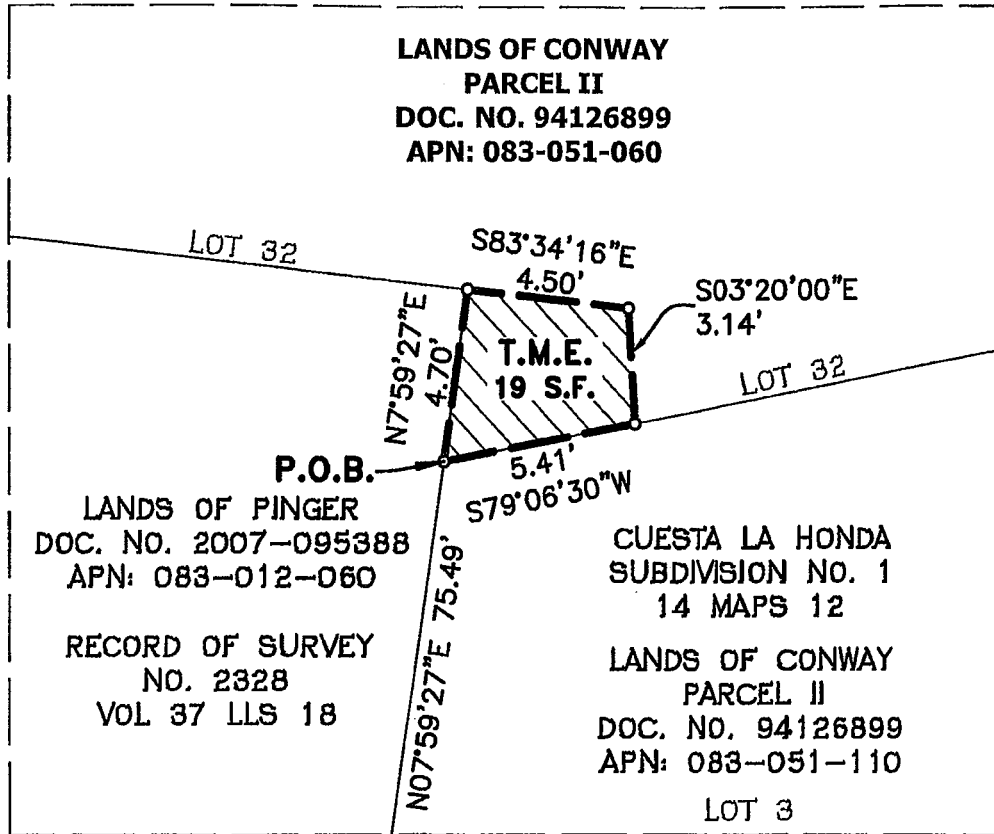 LANDS OF CONWAY
PARCEL II
DOC. NO. 94126899
APN: 083-051-060
LOT 32
S83°34'16"E
4.50'
S03°20'00"E
3.14'
N7°59'27"E
4.70'
T.M.E.
19 S.F.
LOT 32
P.O.B.
5.41'
S79°06'30"W
LANDS OF PINGER
DOC. NO. 2007-095388
APN: 083-012-060
RECORD OF SURVEY
NO. 2328
VOL 37 LLS 18
N07°59'27"E 75.49'
CUESTA LA HONDA
SUBDIVISION NO. 1
14 MAPS 12
LANDS OF CONWAY
PARCEL II
DOC. NO. 94126899
APN: 083-051-110
LOT 3